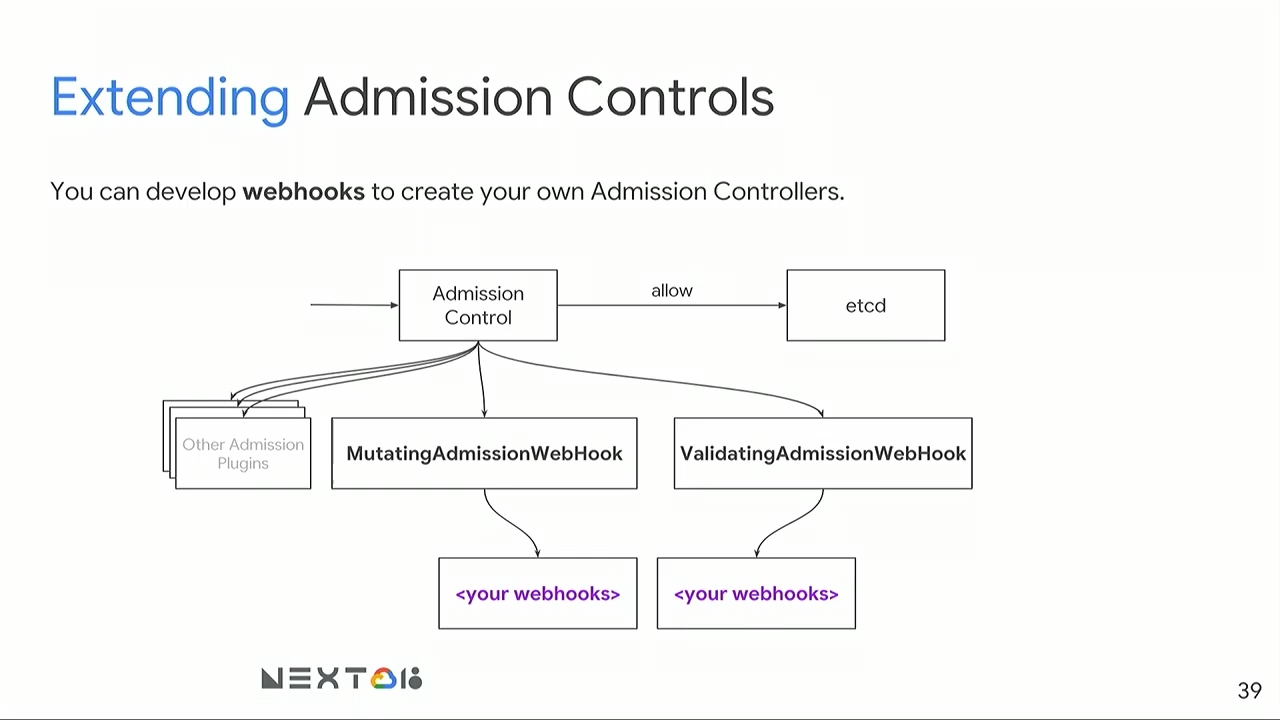 Extending Admission Controls
You can develop webhooks to create your own Admission Controllers.
Admission
Control
allow
etcd
Other Admission
Plugins
MutatingAdmissionWebHook
ValidatingAdmissionWebHook
<your webhooks>
<your webhooks>
NEXT18
39